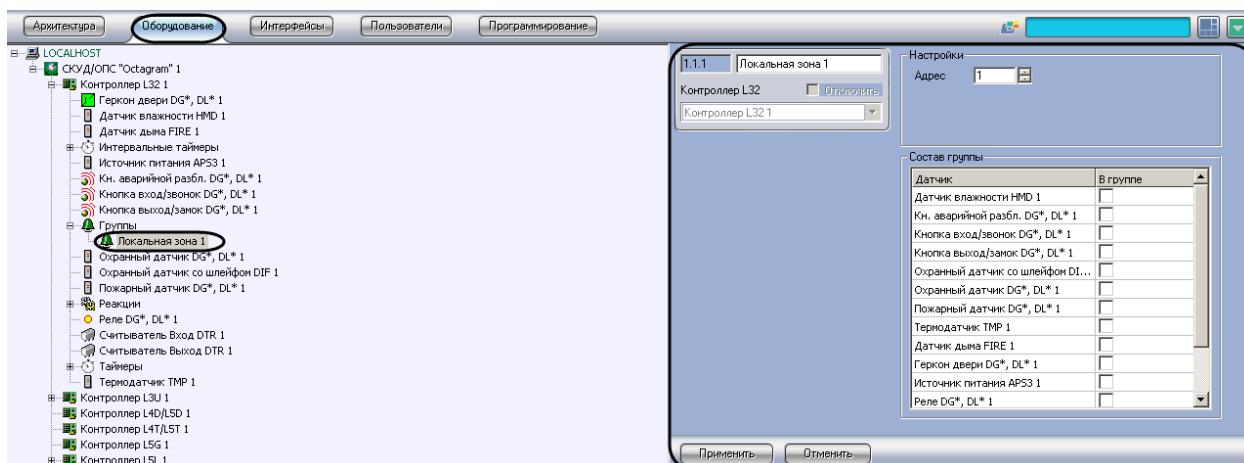 Архитектура Оборудование Интерфейсы Пользователи Программирование
LOCALHOST
СКУД/ОПС "Octagram" 1
Контроллер L32 1
Геркон двери DG*, DL* 1
Датчик влажности HMD 1
Датчик дыма FIRE 1
Интервальные таймеры
Источник питания APS3 1
Кн. аварийной разбл. DG*, DL* 1
Кнопка вход/звонок DG*, DL* 1
Кнопка выход/замок DG*, DL* 1
Группы
Локальная зона 1
Охранный датчик DG*, DL* 1
Охранный датчик со шлейфом DIF 1
Пожарный датчик DG*, DL* 1
Реакции
Реле DG*, DL* 1
Считыватель Вход DTR 1
Считыватель Выход DTR 1
Таймеры
Термодатчик TMP 1
Контроллер L3U 1
Контроллер L4D/L5D 1
Контроллер L4T/L5T 1
Контроллер L5G 1
Контроллер L5L 1
1.1.1 Локальная зона 1
Контроллер L32 Отключить
Контроллер L32 1
Настройки
Адрес 1
Состав группы
Датчик В группе
Датчик влажности HMD 1
Кн. аварийной разбл. DG*, DL* 1
Кнопка вход/звонок DG*, DL* 1
Кнопка выход/замок DG*, DL* 1
Охранный датчик со шлейфом DI...
Охранный датчик DG*, DL* 1
Пожарный датчик DG*, DL* 1
Термодатчик TMP 1
Датчик дыма FIRE 1
Геркон двери DG*, DL* 1
Источник питания APS3 1
Реле DG*, DL* 1
Применить Отменить